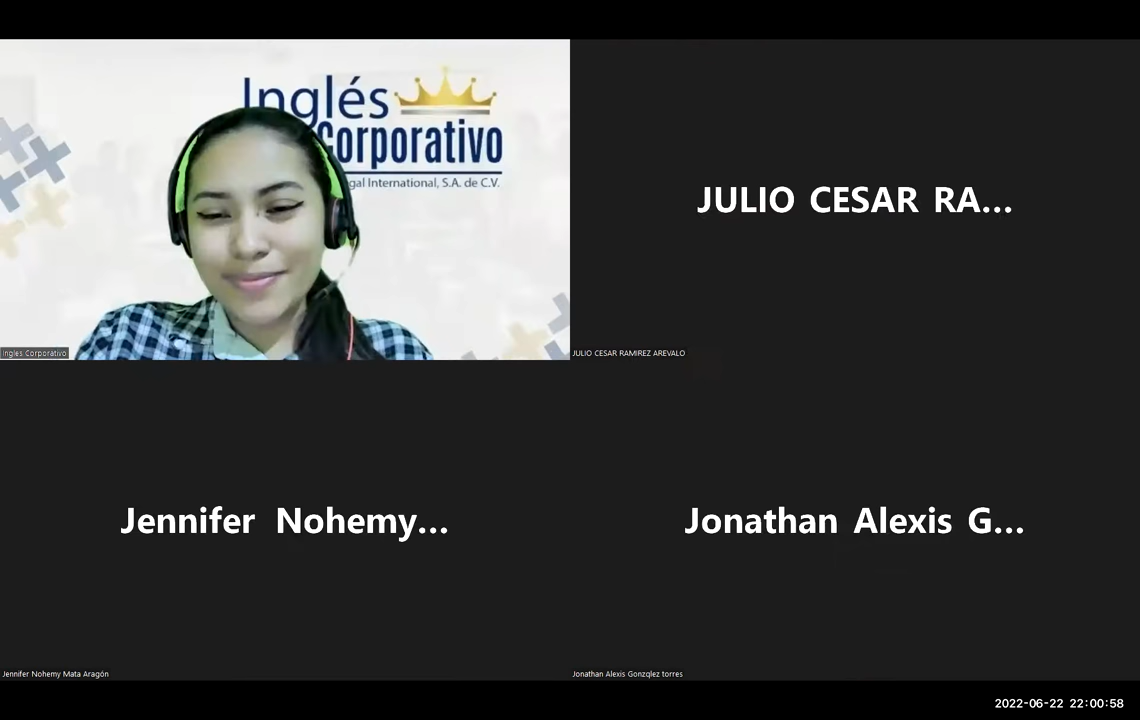 Inglés
Corporativo
gal International, S.A. de C.V.
Ingles Corporativo
JULIO CESAR RA...
JULIO CESAR RAMIREZ AREVALO
Jennifer Nohemy...
Jennifer Nohemy Mata Aragón
Jonathan Alexis G...
Jonathan Alexis Gonzqlez torres
2022-06-22 22:00:58